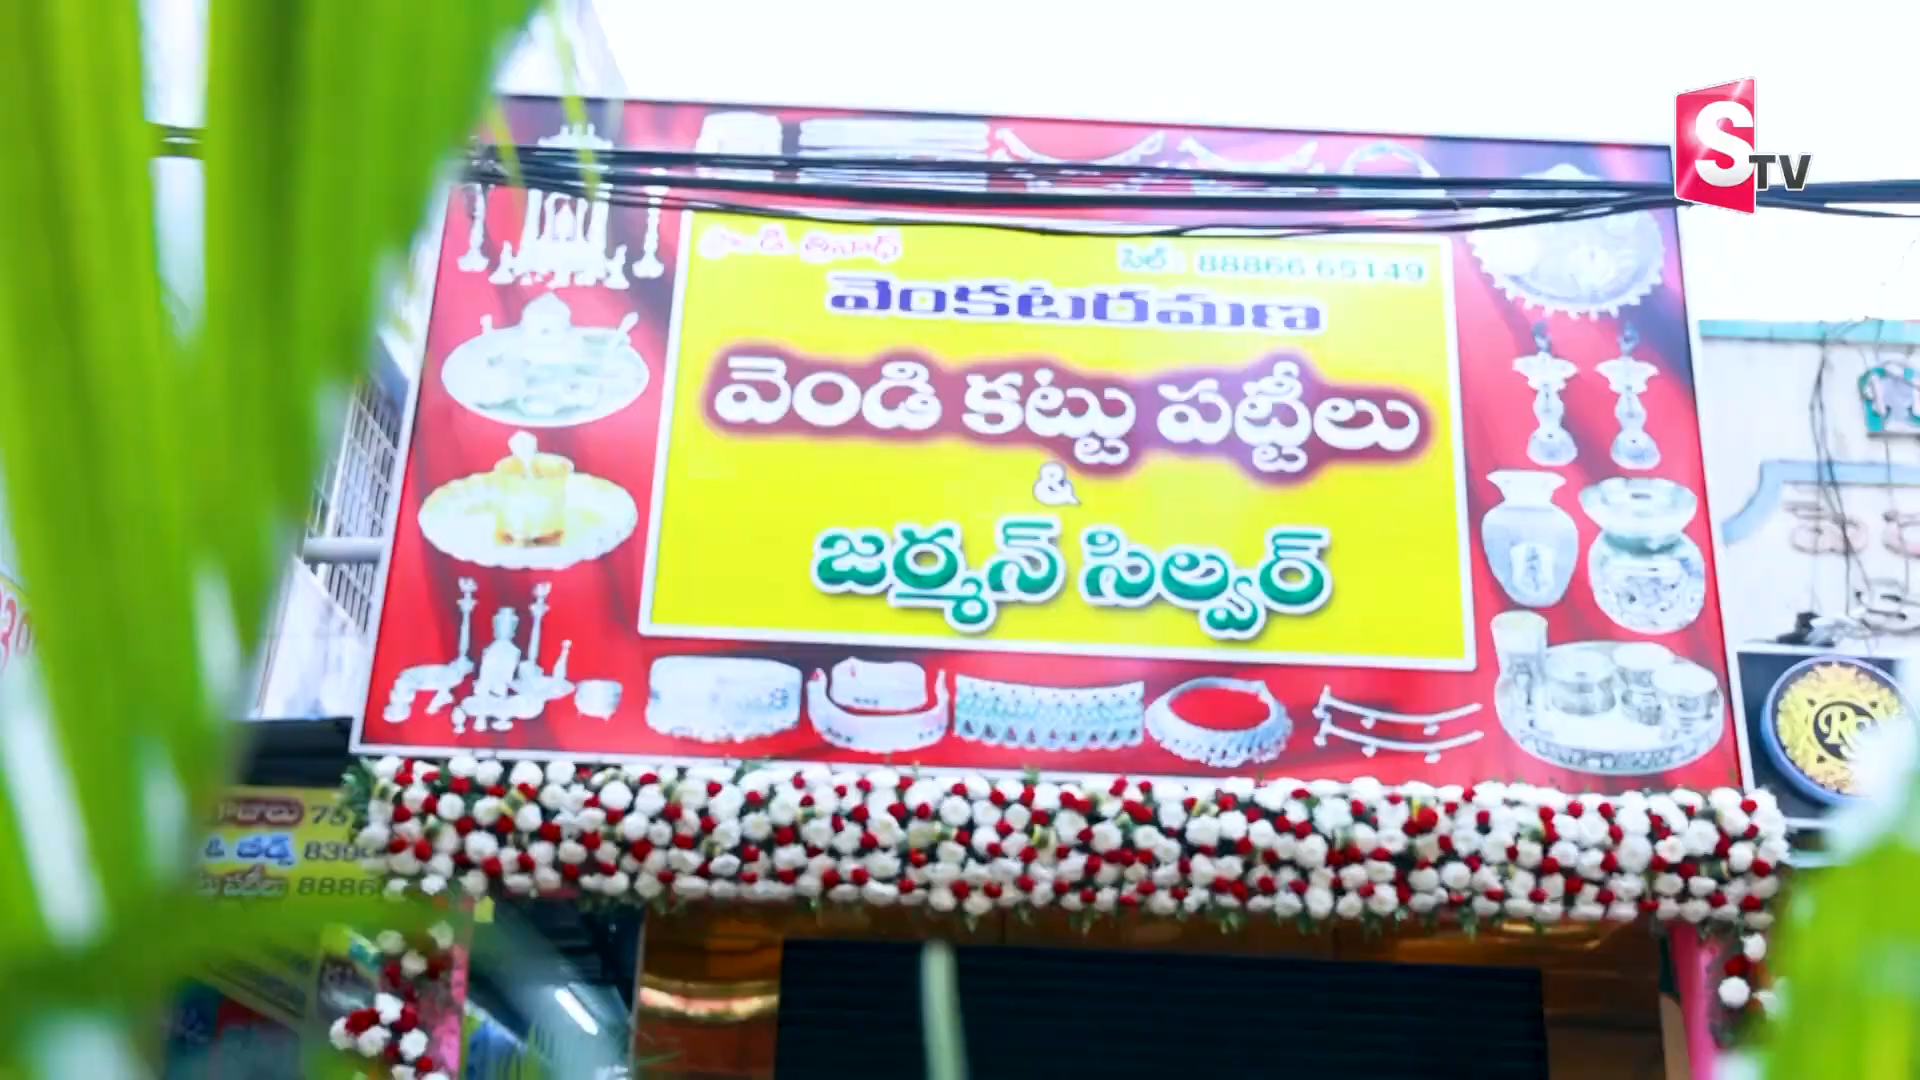 STV
సెల్ : 88866 65149
వెంకటరమణ
వెండి కట్టు పట్టీలు
&
జర్మన్ సిల్వర్